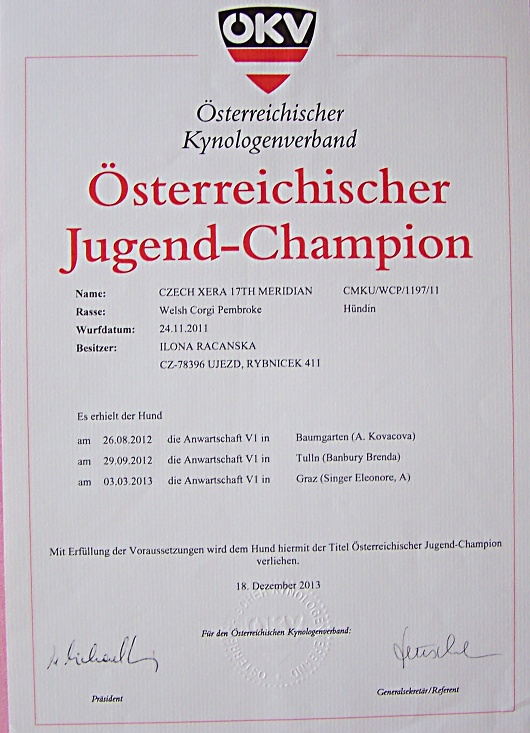 ÖKV
Österreichischer
Kynologenverband
Österreichischer
Jugend-Champion
Name: CZECH XERA 17TH MERIDIAN CMKU/WCP/1197/11
Rasse: Welsh Corgi Pembroke Hündin
Wurfdatum: 24.11.2011
Besitzer: ILONA RACANSKA
CZ-78396 UJEZD, RYBNICEK 411
Es erhielt der Hund
am 26.08.2012 die Anwartschaft V1 in Baumgarten (A. Kovacova)
am 29.09.2012 die Anwartschaft V1 in Tulln (Banbury Brenda)
am 03.03.2013 die Anwartschaft V1 in Graz (Singer Eleonore, A)
Mit Erfüllung der Voraussetzungen wird dem Hund hiermit der Titel Österreichischer Jugend-Champion
verliehen.
18. Dezember 2013
Für den Österreichischen Kynologenverband:
Präsident
Generalsekretär/Referent